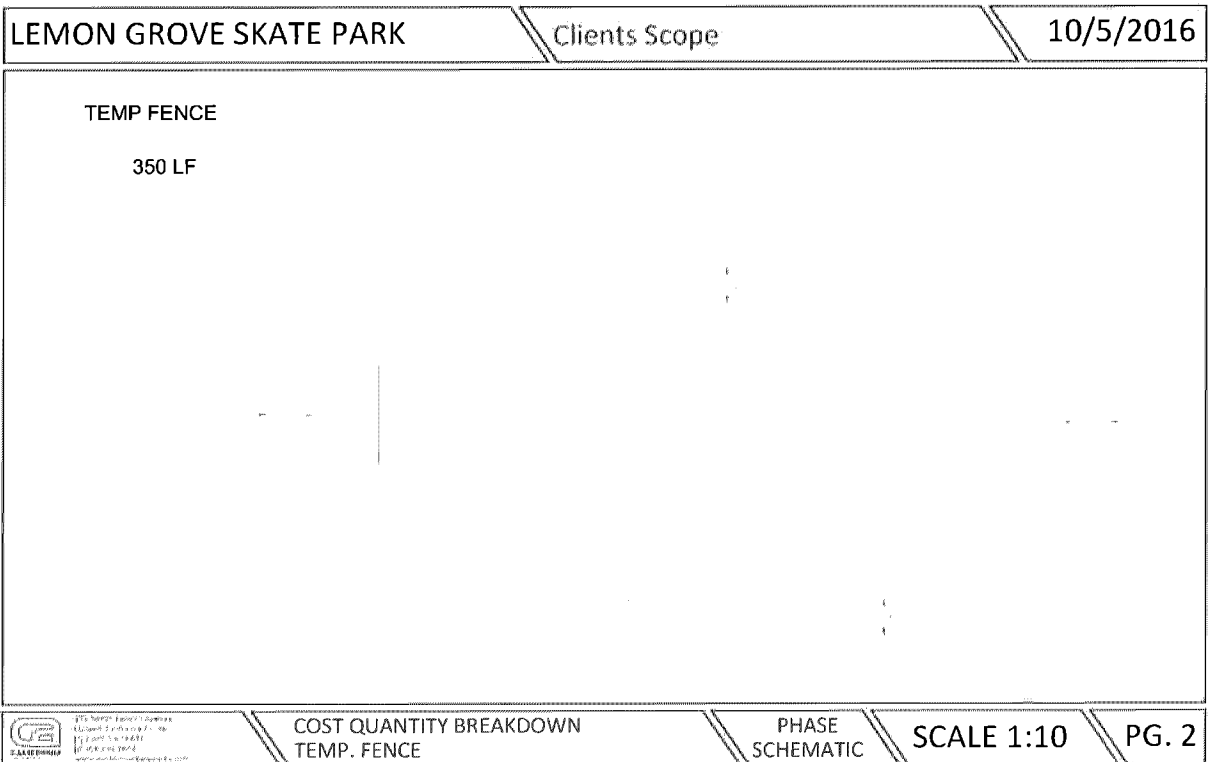 LEMON GROVE SKATE PARK
Clients Scope
10/5/2016
TEMP FENCE
350 LF
COST QUANTITY BREAKDOWN
TEMP. FENCE
PHASE
SCHEMATIC
SCALE 1:10
PG. 2